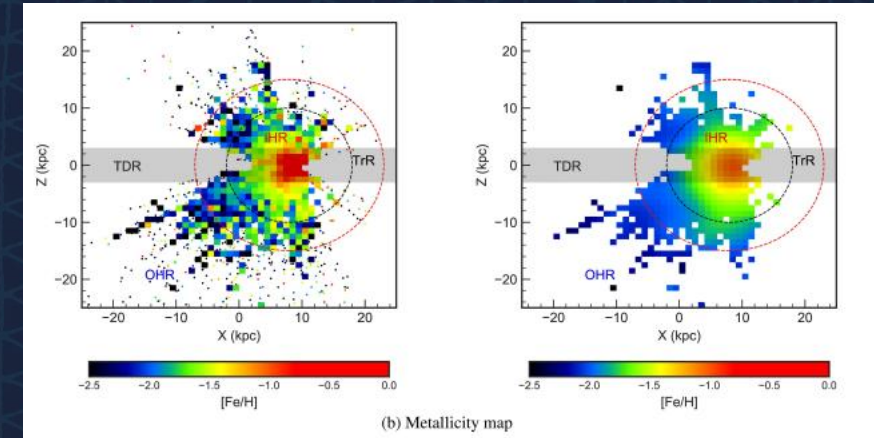 20
10
0
−10
−20
Z (kpc)
TDR
IHR
TrR
OHR
−20 −10 0 10 20
X (kpc)
−2.5 −2.0 −1.5 −1.0 −0.5 0.0
[Fe/H]
20
10
0
−10
−20
Z (kpc)
TDR
IHR
TrR
OHR
−20 −10 0 10 20
X (kpc)
−2.5 −2.0 −1.5 −1.0 −0.5 0.0
[Fe/H]
(b) Metallicity map